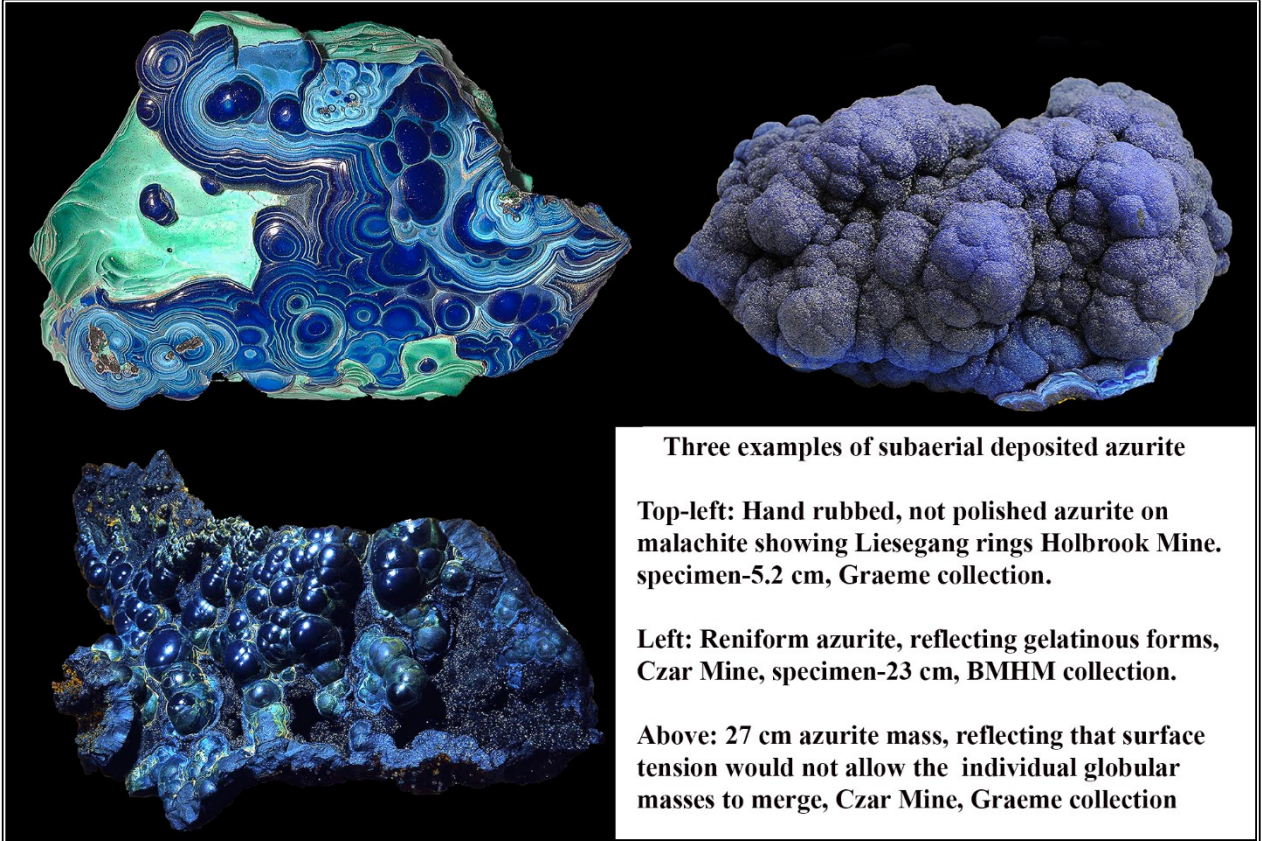 Three examples of subaerial deposited azurite
Top-left: Hand rubbed, not polished azurite on
malachite showing Liesegang rings Holbrook Mine.
specimen-5.2 cm, Graeme collection.
Left: Reniform azurite, reflecting gelatinous forms,
Czar Mine, specimen-23 cm, BMHM collection.
Above: 27 cm azurite mass, reflecting that surface
tension would not allow the individual globular
masses to merge, Czar Mine, Graeme collection